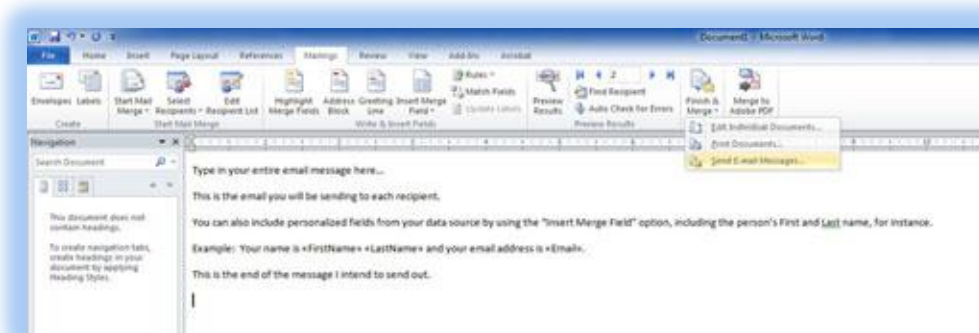 Document1 - Microsoft Word
File Home Insert Page Layout References Mailings Review View Add-Ins Acrobat
Envelopes Labels Start Mail Merge Select Recipients Edit Recipient List Highlight Merge Fields Address Block Greeting Line Insert Merge Field Rules Match Fields Update Labels Preview Results 2 Find Recipient Auto Check for Errors Finish & Merge Merge to Adobe PDF
Create Start Mail Merge Write & Insert Fields Preview Results
Edit Individual Documents...
Print Documents...
Send E-mail Messages...
Navigation
Search Document
This document does not
contain headings.
To create navigation tabs,
create headings in your
document by applying
Heading Styles.
Type in your entire email message here...
This is the email you will be sending to each recipient.
You can also include personalized fields from your data source by using the "Insert Merge Field" option, including the person's First and Last name, for instance.
Example: Your name is «FirstName» «LastName» and your email address is «Email».
This is the end of the message I intend to send out.